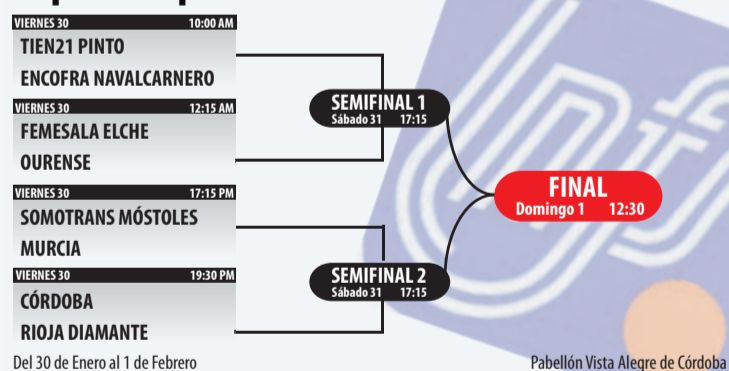 VIERNES 30 10:00 AM
TIEN21 PINTO
ENCOFRA NAVALCARNERO
VIERNES 30 12:15 AM
FEMESALA ELCHE
OURENSE
VIERNES 30 17:15 PM
SOMOTRANS MÓSTOLES
MURCIA
VIERNES 30 19:30 PM
CÓRDOBA
RIOJA DIAMANTE
SEMIFINAL 1
Sábado 31 17:15
SEMIFINAL 2
Sábado 31 17:15
FINAL
Domingo 1 12:30
Del 30 de Enero al 1 de Febrero
Pabellón Vista Alegre de Córdoba